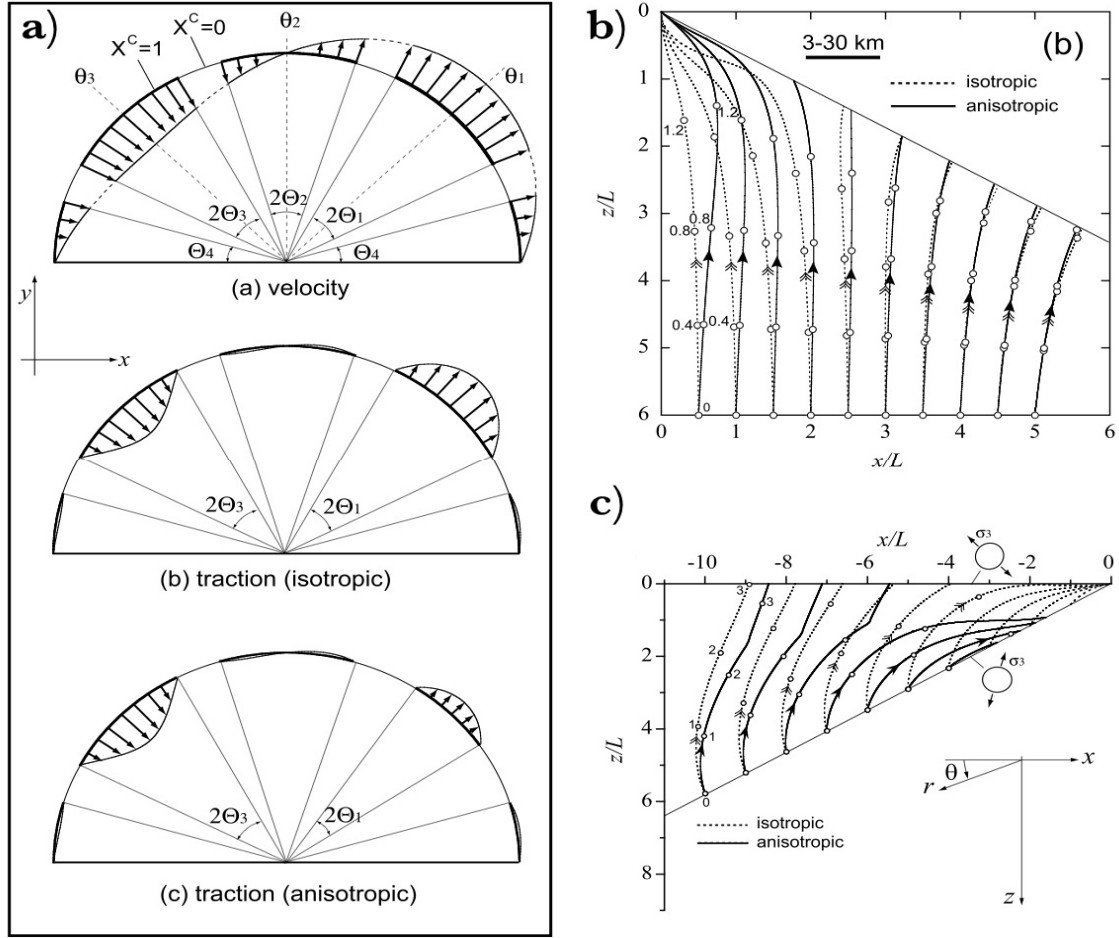 a)
X^C=1
X^C=0
θ₂
θ₃
θ₁
2Θ₃
2Θ₂
2Θ₁
Θ₄
Θ₄
(a) velocity
y
x
2Θ₃
2Θ₁
(b) traction (isotropic)
2Θ₃
2Θ₁
(c) traction (anisotropic)
b)
(b)
3-30 km
isotropic
anisotropic
0
1
2
3
4
5
6
z/L
1.2
1.2
0.8
0.8
0.4
0.4
0
0 1 2 3 4 5 6
x/L
c)
x/L
-10 -8 -6 -4 -2 0
σ₃
0
2
4
6
8
z/L
3
3
2
2
1
1
0
σ₃
θ
r
x
z
isotropic
anisotropic